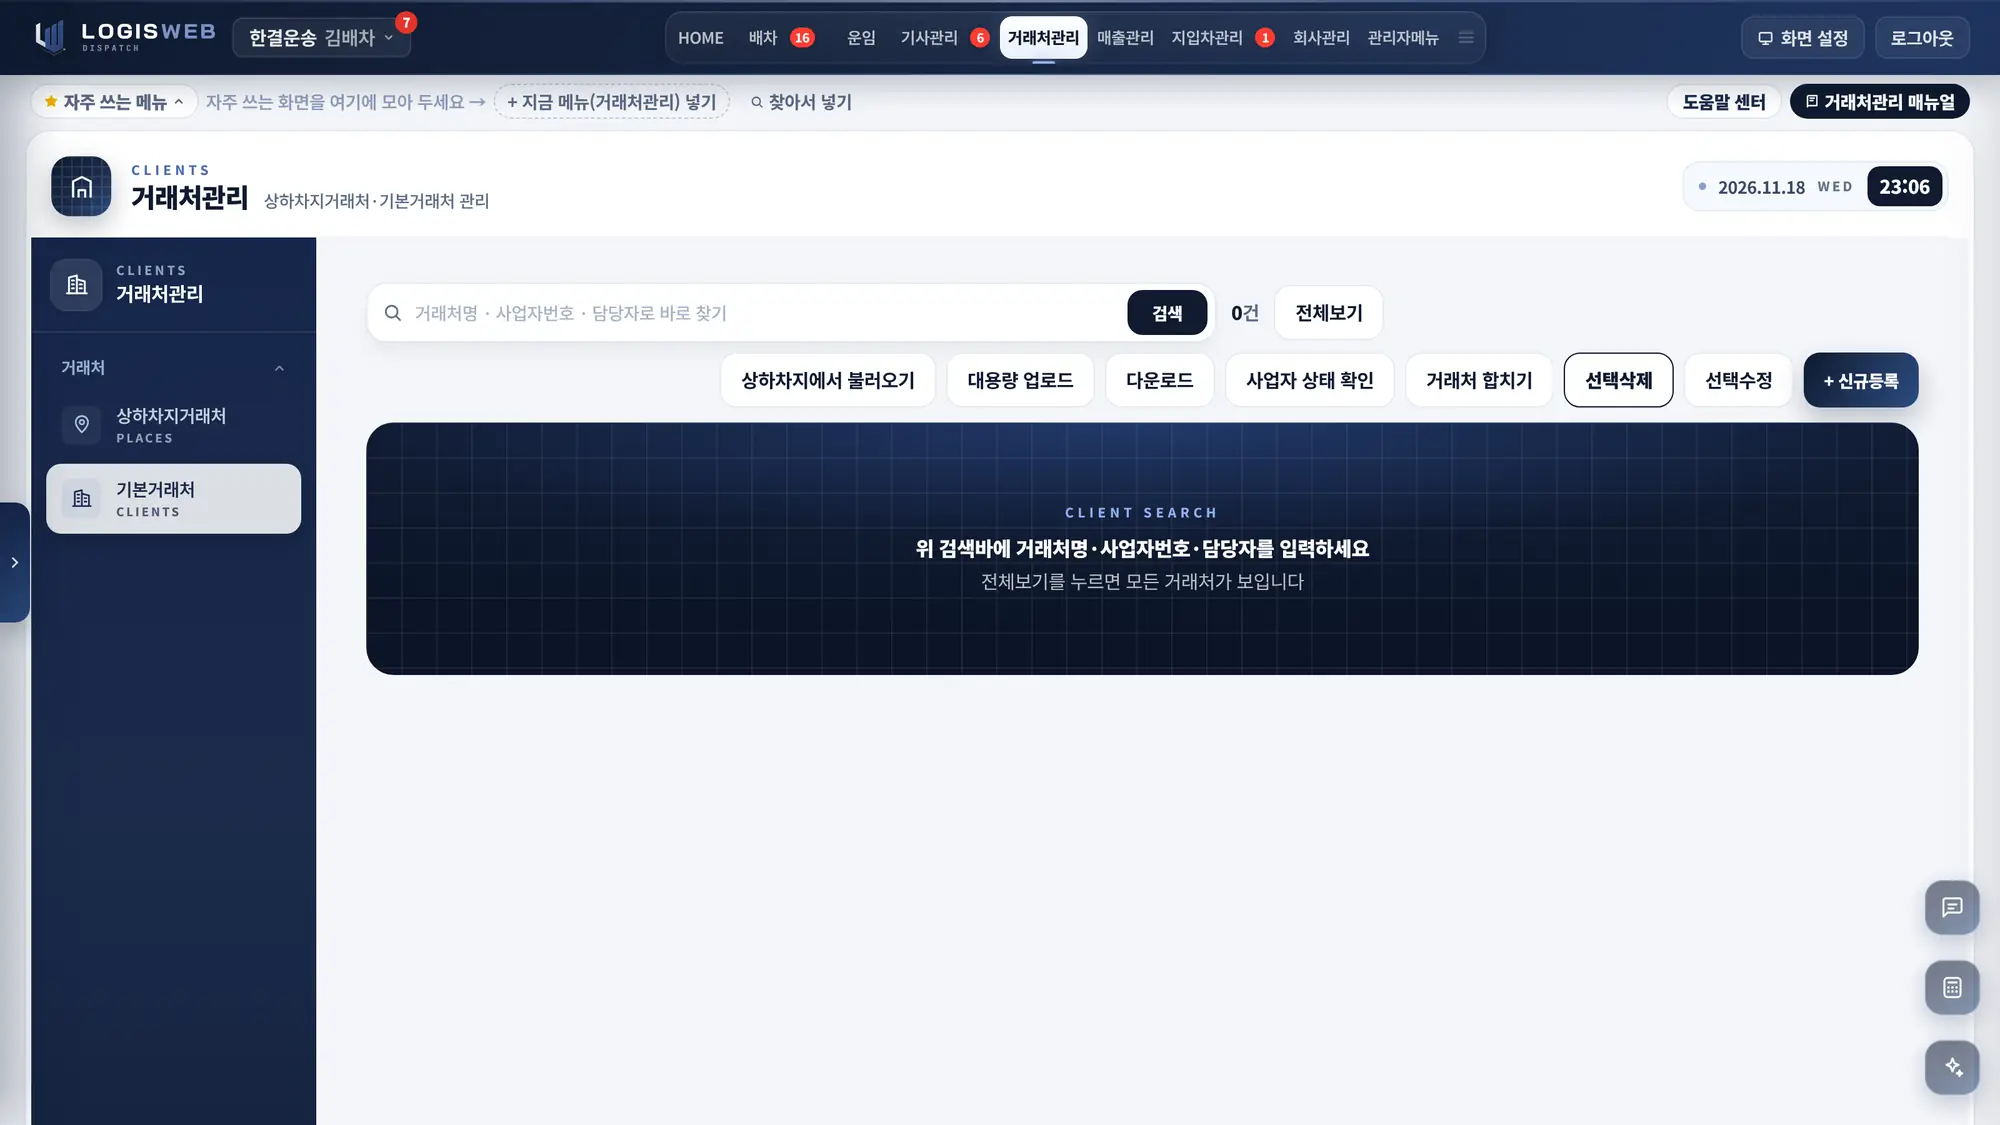 LOGISWEB
DISPATCH
한결운송 김배차
7
HOME
배차 16
운임
기사관리 6
거래처관리
매출관리
지입차관리 1
회사관리
관리자메뉴
화면 설정
로그아웃
자주 쓰는 메뉴
자주 쓰는 화면을 여기에 모아 두세요 →
+ 지금 메뉴(거래처관리) 넣기
찾아서 넣기
도움말 센터
거래처관리 매뉴얼
CLIENTS
거래처관리 상하차지거래처·기본거래처 관리
2026.11.18 WED 23:06
CLIENTS
거래처관리
거래처
상하차지거래처
PLACES
기본거래처
CLIENTS
거래처명 · 사업자번호 · 담당자로 바로 찾기
검색
0건
전체보기
상하차지에서 불러오기
대용량 업로드
다운로드
사업자 상태 확인
거래처 합치기
선택삭제
선택수정
+ 신규등록
CLIENT SEARCH
위 검색바에 거래처명·사업자번호·담당자를 입력하세요
전체보기를 누르면 모든 거래처가 보입니다